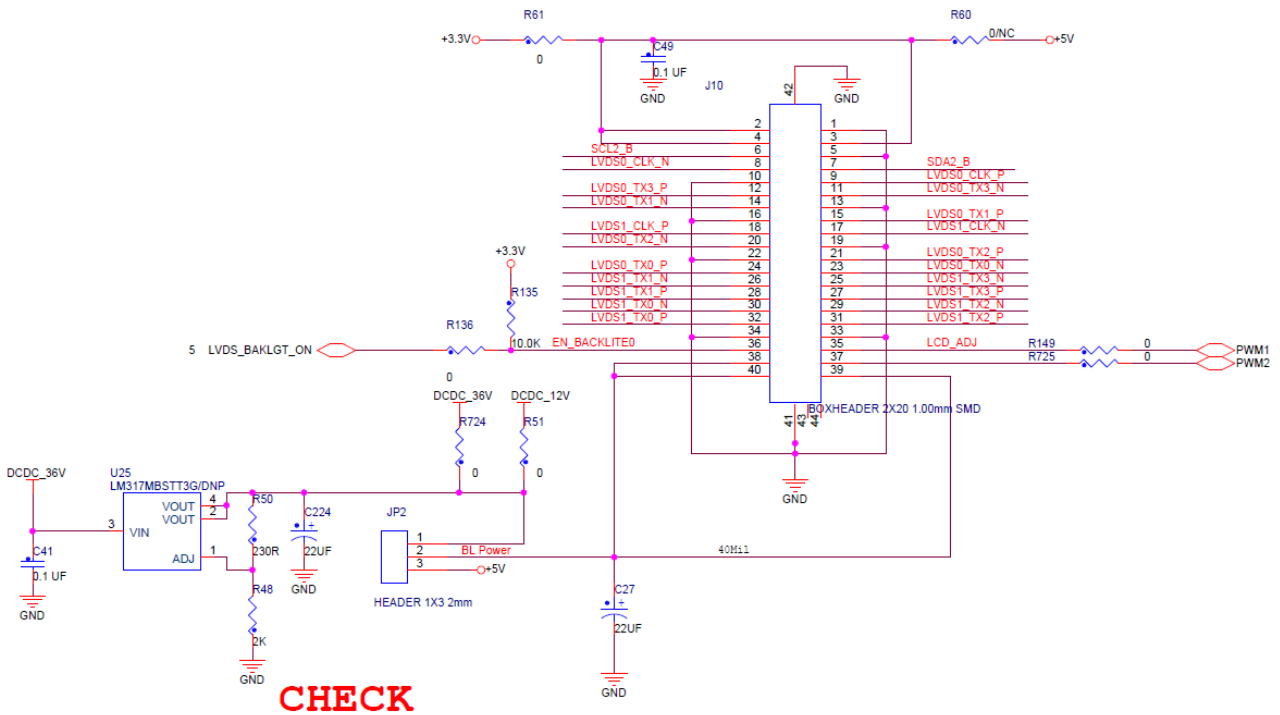 R61
R60
+3.3V
0
C49
0.1 UF
GND
0/NC
+5V
J10
42
GND
2
4
6
8
10
12
14
16
18
20
22
24
26
28
30
32
34
36
38
40
1
3
5
7
9
11
13
15
17
19
21
23
25
27
29
31
33
35
37
39
SCL2_B
LVDS0_CLK_N
LVDS0_TX3_P
LVDS0_TX1_N
LVDS1_CLK_P
LVDS0_TX2_N
LVDS0_TX0_P
LVDS1_TX1_N
LVDS1_TX1_P
LVDS1_TX0_N
LVDS1_TX0_P
SDA2_B
LVDS0_CLK_P
LVDS0_TX3_N
LVDS0_TX1_P
LVDS1_CLK_N
LVDS0_TX2_P
LVDS0_TX0_N
LVDS1_TX3_N
LVDS1_TX3_P
LVDS1_TX2_N
LVDS1_TX2_P
+3.3V
R135
10.0K
EN_BACKLITE0
R136
0
5 LVDS_BAKLGT_ON
LCD_ADJ
R149
0
PWM1
R725
0
PWM2
BOXHEADER 2X20 1.00mm SMD
41
43
44
GND
DCDC_36V
R724
0
DCDC_12V
R51
0
DCDC_36V
U25
LM317MBSTT3G/DNP
3
VIN
VOUT
4
VOUT
2
ADJ
1
R50
230R
C224
+
22UF
GND
C41
0.1 UF
GND
R48
2K
GND
JP2
1
2
3
BL Power
+5V
HEADER 1X3 2mm
40Mil
C27
+
22UF
GND
CHECK